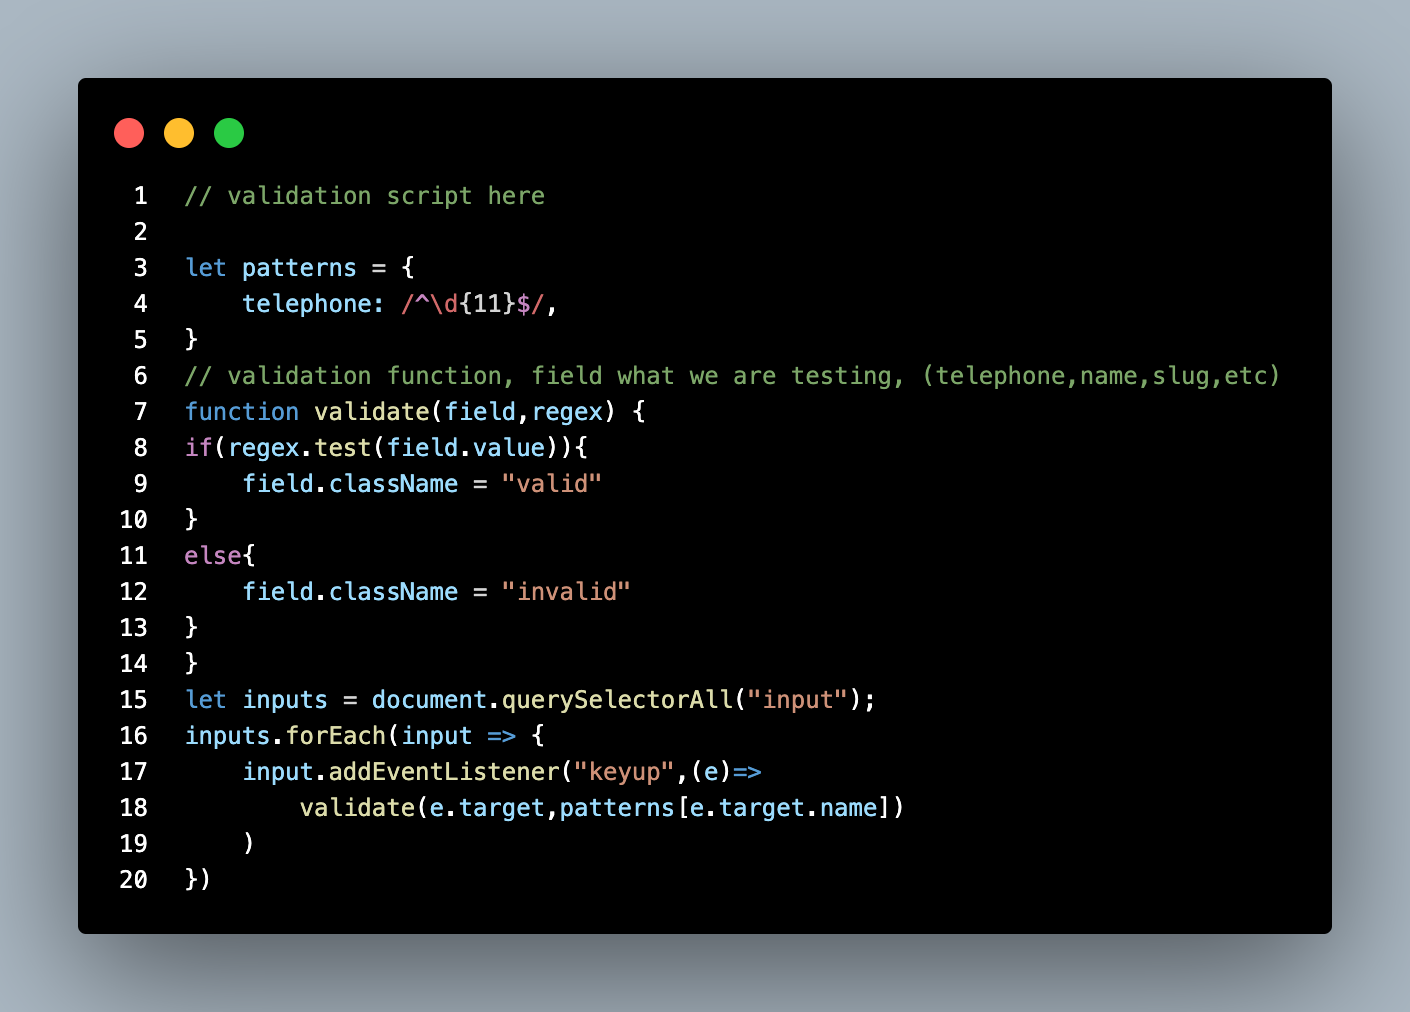 1 // validation script here
2
3 let patterns = {
4     telephone: /^\d{11}$/,
5 }
6 // validation function, field what we are testing, (telephone,name,slug,etc)
7 function validate(field,regex) {
8 if(regex.test(field.value)){
9     field.className = "valid"
10 }
11 else{
12     field.className = "invalid"
13 }
14 }
15 let inputs = document.querySelectorAll("input");
16 inputs.forEach(input => {
17     input.addEventListener("keyup",(e)=>
18         validate(e.target,patterns[e.target.name])
19     )
20 })